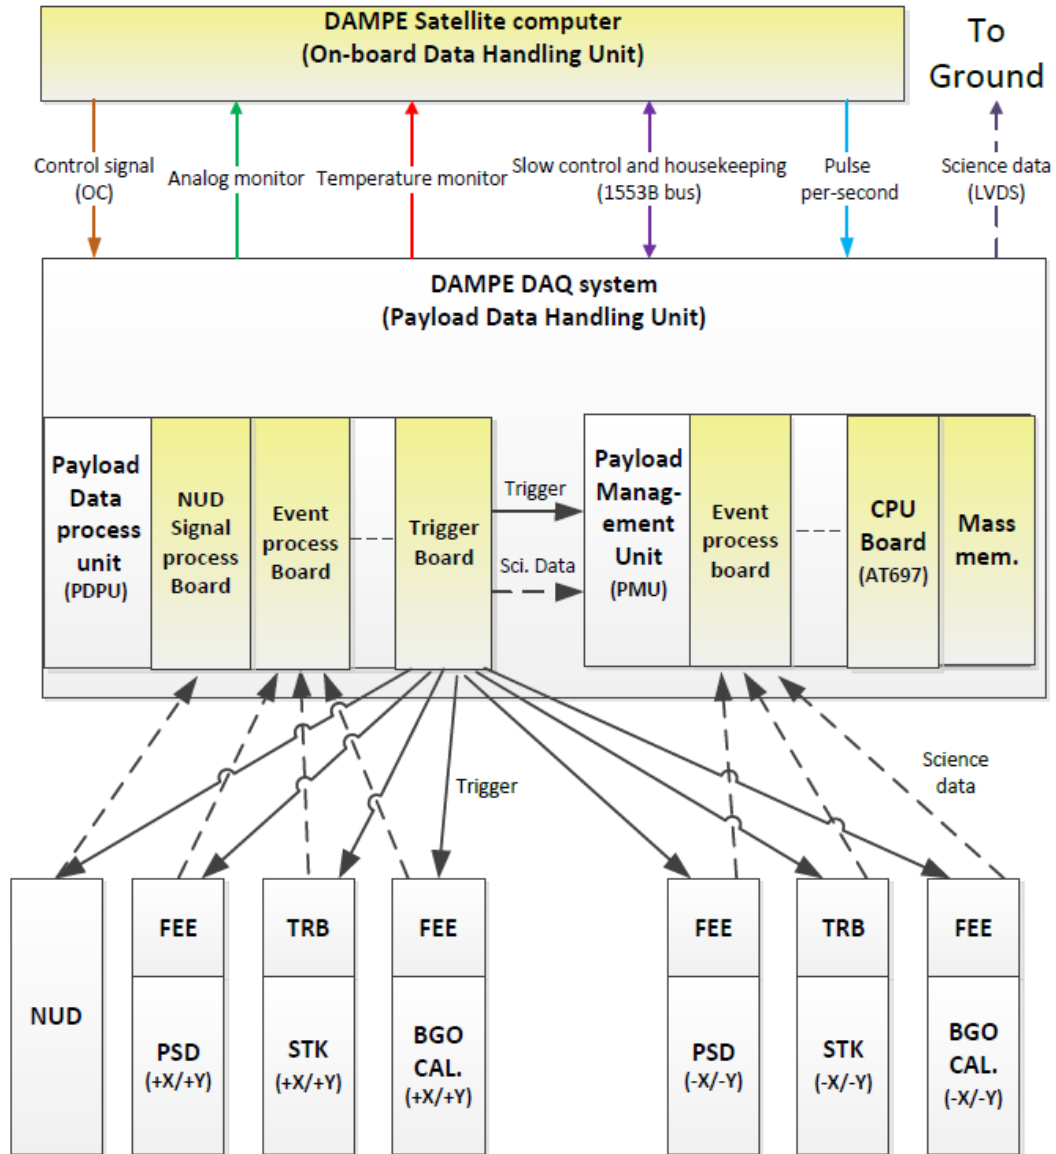 DAMPE Satellite computer
(On-board Data Handling Unit)
To
Ground
Control signal
(OC)
Analog monitor
Temperature monitor
Slow control and housekeeping
(1553B bus)
Pulse
per-second
Science data
(LVDS)
DAMPE DAQ system
(Payload Data Handling Unit)
Payload
Data
process
unit
(PDPU)
NUD
Signal
process
Board
Event
process
Board
Trigger
Board
Trigger
Sci. Data
Payload
Manag-
ement
Unit
(PMU)
Event
process
board
CPU
Board
(AT697)
Mass
mem.
Trigger
Science
data
NUD
FEE
PSD
(+X/+Y)
TRB
STK
(+X/+Y)
FEE
BGO
CAL.
(+X/+Y)
FEE
PSD
(-X/-Y)
TRB
STK
(-X/-Y)
FEE
BGO
CAL.
(-X/-Y)